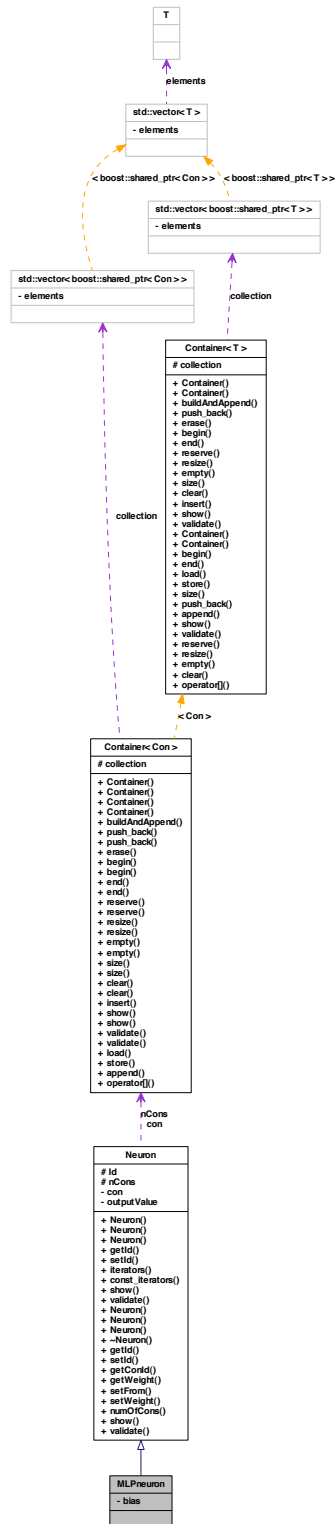 T
elements
std::vector< T >
- elements
< boost::shared_ptr< Con > >
< boost::shared_ptr< T > >
std::vector< boost::shared_ptr< T > >
- elements
std::vector< boost::shared_ptr< Con > >
- elements
collection
Container< T >
# collection
+ Container()
+ Container()
+ buildAndAppend()
+ push_back()
+ erase()
+ begin()
+ end()
+ reserve()
+ resize()
+ empty()
+ size()
+ clear()
+ insert()
+ show()
+ validate()
+ Container()
+ Container()
+ begin()
+ end()
+ load()
+ store()
+ size()
+ push_back()
+ append()
+ show()
+ validate()
+ reserve()
+ resize()
+ empty()
+ clear()
+ operator[]()
collection
< Con >
Container< Con >
# collection
+ Container()
+ Container()
+ Container()
+ Container()
+ buildAndAppend()
+ push_back()
+ push_back()
+ erase()
+ begin()
+ begin()
+ end()
+ end()
+ reserve()
+ reserve()
+ resize()
+ resize()
+ empty()
+ empty()
+ size()
+ size()
+ clear()
+ clear()
+ insert()
+ show()
+ show()
+ validate()
+ validate()
+ load()
+ store()
+ append()
+ operator[]()
nCons
con
Neuron
# Id
# nCons
- con
- outputValue
+ Neuron()
+ Neuron()
+ Neuron()
+ getId()
+ setId()
+ iterators()
+ const_iterators()
+ show()
+ validate()
+ Neuron()
+ Neuron()
+ Neuron()
+ ~Neuron()
+ getId()
+ setId()
+ getConId()
+ getWeight()
+ setFrom()
+ setWeight()
+ numOfCons()
+ show()
+ validate()
MLPneuron
- bias